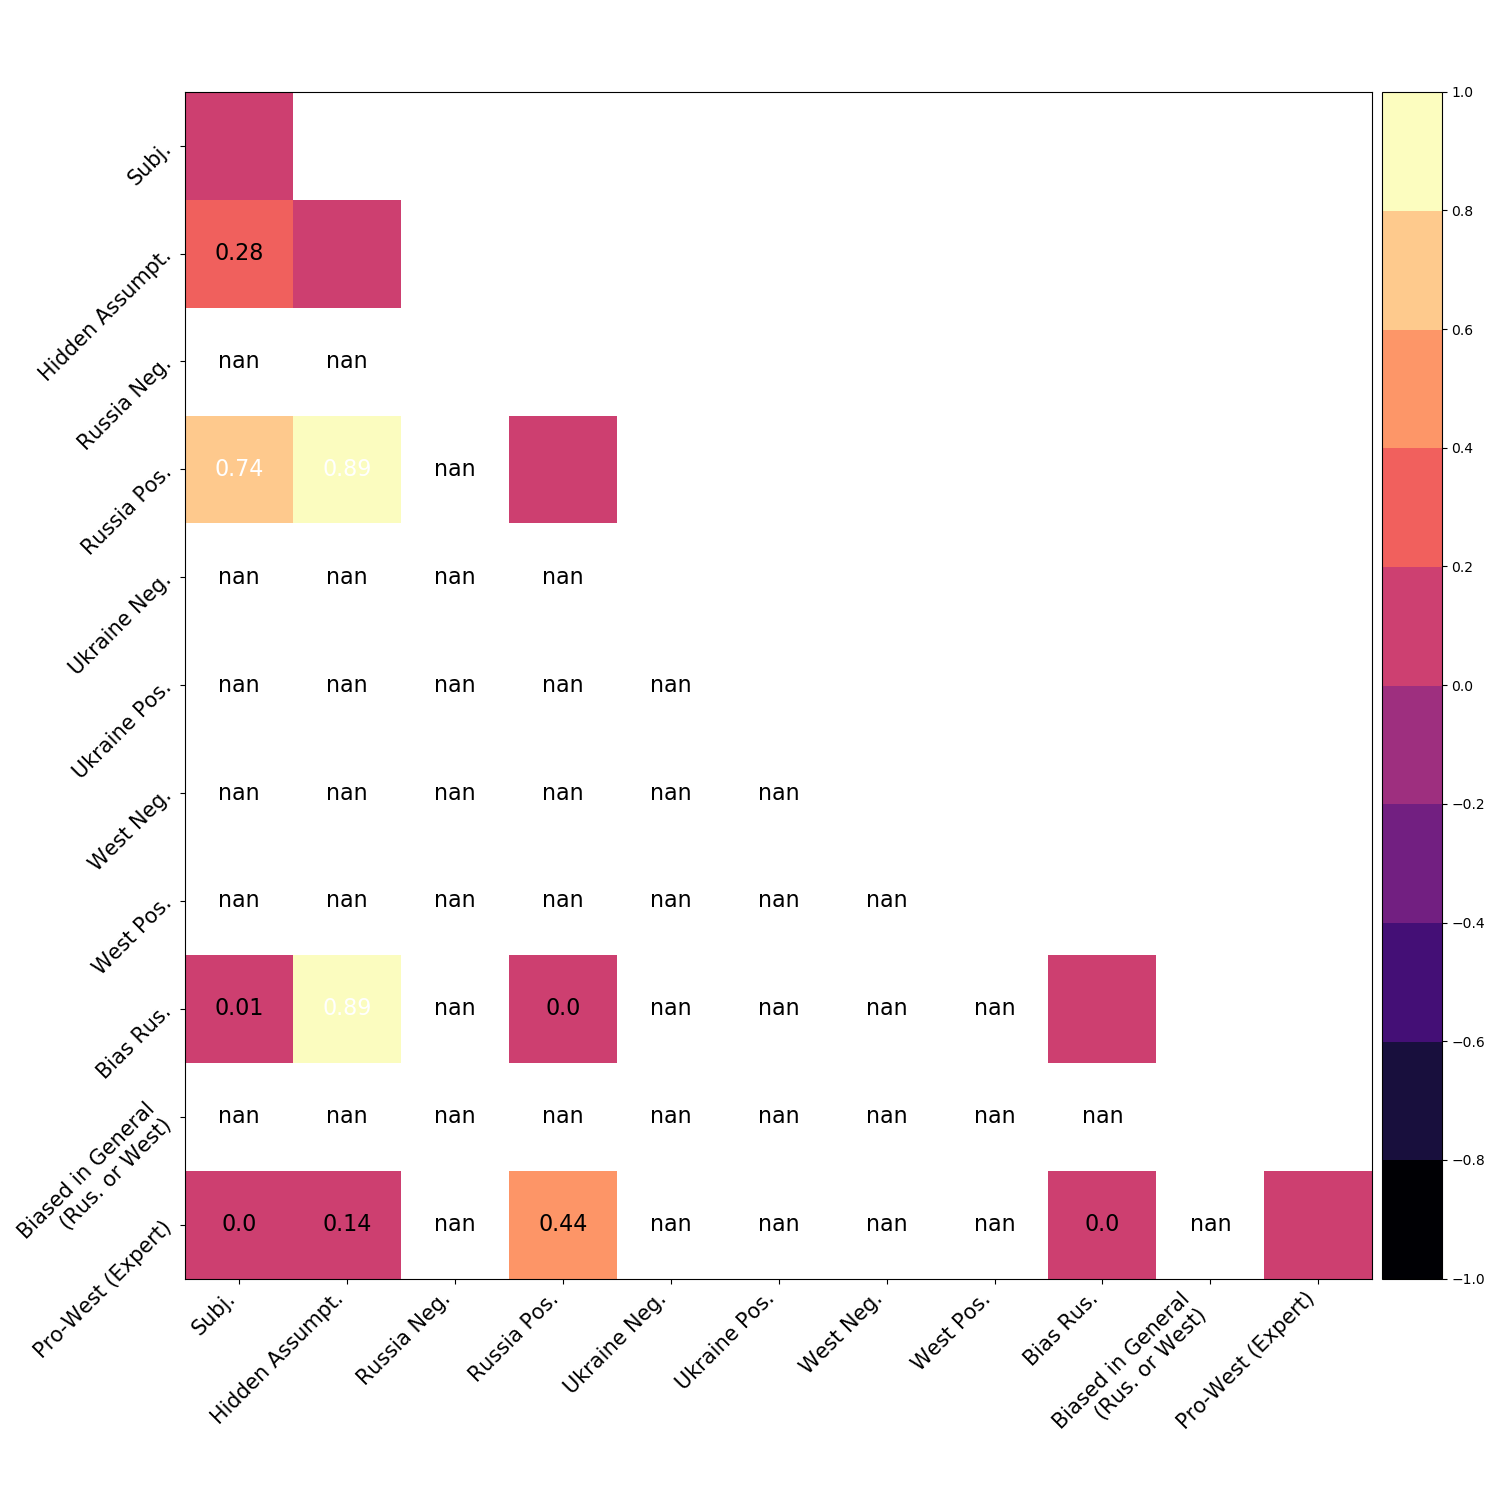 1.0
Subj.
0.8
Hidden Assumpt.
0.28
Russia Neg.
nan nan
0.6
Russia Pos.
0.74 0.89 nan
0.4
Ukraine Neg.
nan nan nan nan
0.2
Ukraine Pos.
nan nan nan nan nan
0.0
West Neg.
nan nan nan nan nan nan
−0.2
West Pos.
nan nan nan nan nan nan nan
−0.4
Bias Rus.
0.01 0.89 nan 0.0 nan nan nan nan
−0.6
Biased in General
(Rus. or West)
nan nan nan nan nan nan nan nan nan
−0.8
Pro-West (Expert)
0.0 0.14 nan 0.44 nan nan nan nan 0.0 nan
−1.0
Subj.
Hidden Assumpt.
Russia Neg.
Russia Pos.
Ukraine Neg.
Ukraine Pos.
West Neg.
West Pos.
Bias Rus.
Biased in General
(Rus. or West)
Pro-West (Expert)